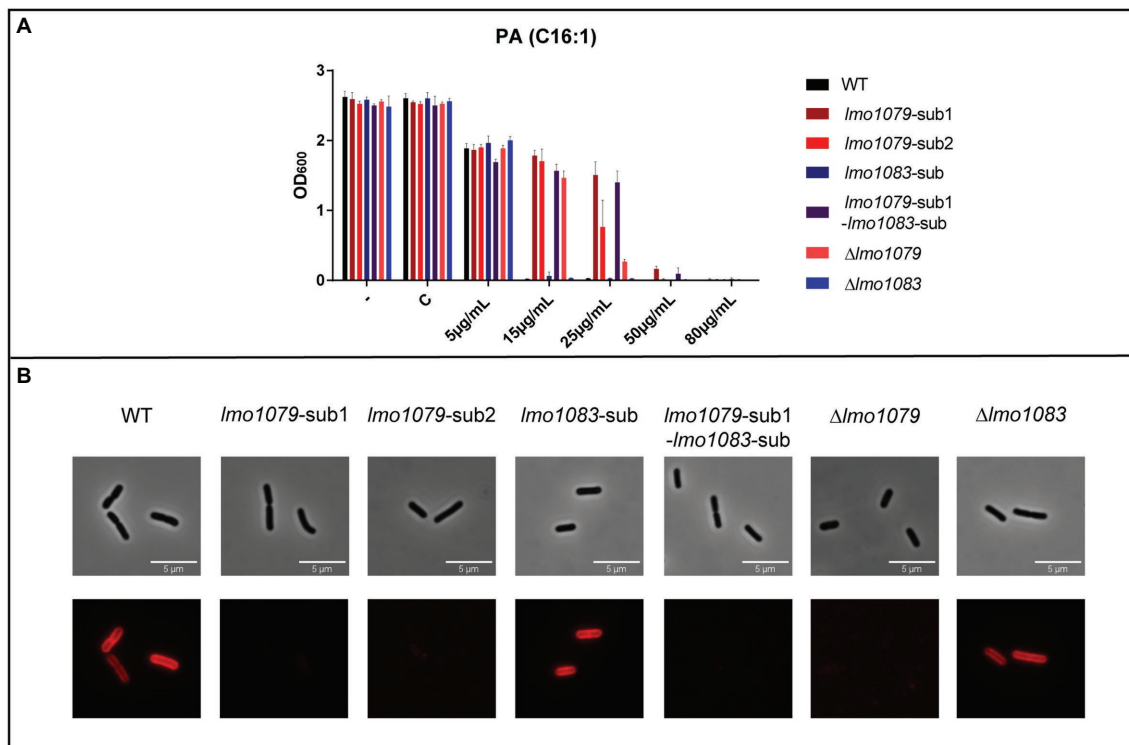 A
PA (C16:1)
3
2
1
0
OD600
-
C
5µg/mL
15µg/mL
25µg/mL
50µg/mL
80µg/mL
WT
lmo1079-sub1
lmo1079-sub2
lmo1083-sub
lmo1079-sub1
-lmo1083-sub
Δlmo1079
Δlmo1083
B
WT
lmo1079-sub1
lmo1079-sub2
lmo1083-sub
lmo1079-sub1
-lmo1083-sub
Δlmo1079
Δlmo1083
5 µm
5 µm
5 µm
5 µm
5 µm
5 µm
5 µm